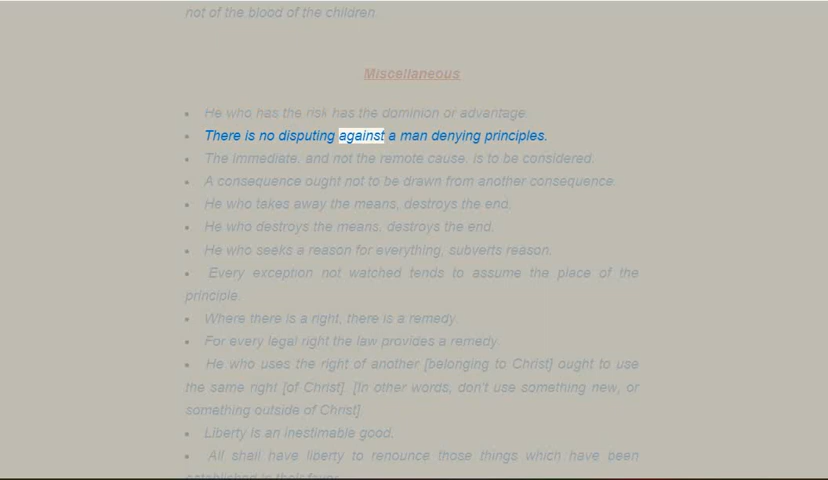 not of the blood of the children.
Miscellaneous
▪ He who has the risk has the dominion or advantage.
▪ There is no disputing against a man denying principles.
▪ The immediate, and not the remote cause, is to be considered.
▪ A consequence ought not to be drawn from another consequence.
▪ He who takes away the means, destroys the end.
▪ He who destroys the means, destroys the end.
▪ He who seeks a reason for everything, subverts reason.
▪ Every exception not watched tends to assume the place of the
principle.
▪ Where there is a right, there is a remedy.
▪ For every legal right the law provides a remedy.
▪ He who uses the right of another [belonging to Christ] ought to use
the same right [of Christ]. [In other words, don't use something new, or
something outside of Christ].
▪ Liberty is an inestimable good.
▪ All shall have liberty to renounce those things which have been
established in their favor.